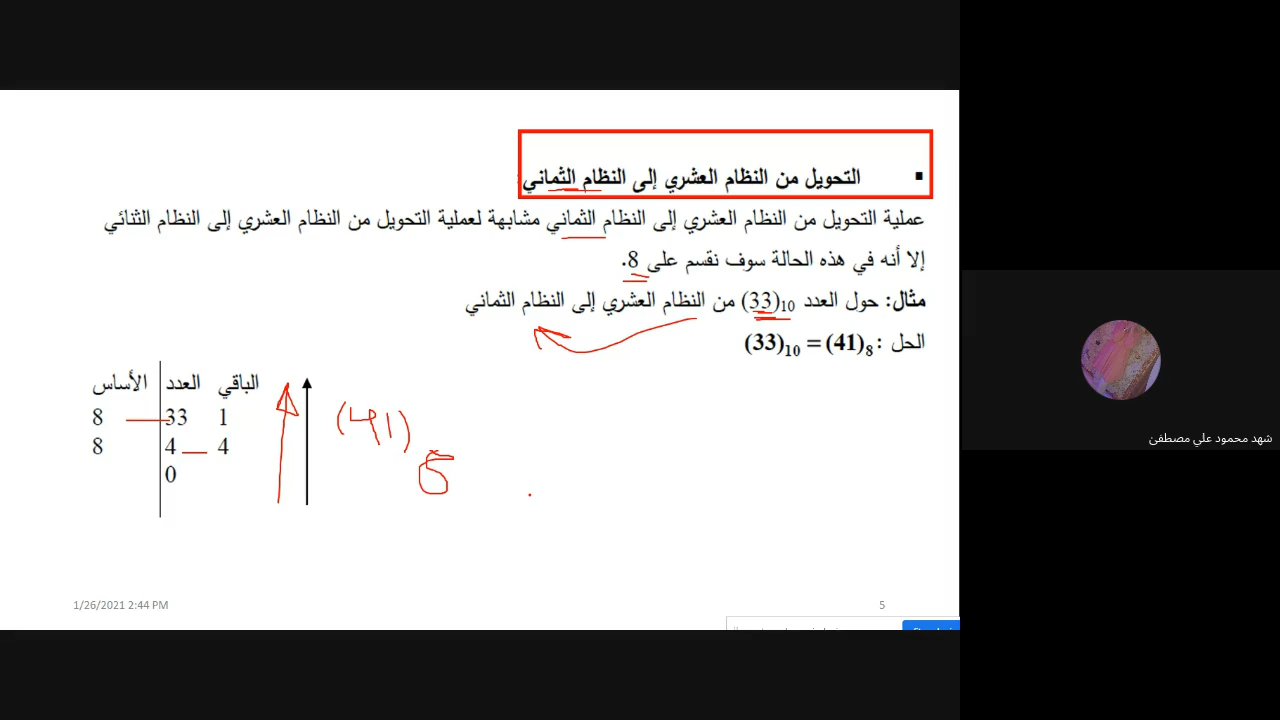 ▪ التحويل من النظام العشري إلى النظام الثماني:
عملية التحويل من النظام العشري إلى النظام الثماني مشابهة لعملية التحويل من النظام العشري إلى النظام الثنائي
إلا أنه في هذه الحالة سوف نقسم على 8.
مثال: حول العدد (33)10 من النظام العشري إلى النظام الثماني
الحل : (33)10 = (41)8
الباقي العدد الأساس
8 33 1
8 4 4
0
(41)
شهد محمود علي مصطفئ
1/26/2021 2:44 PM
5